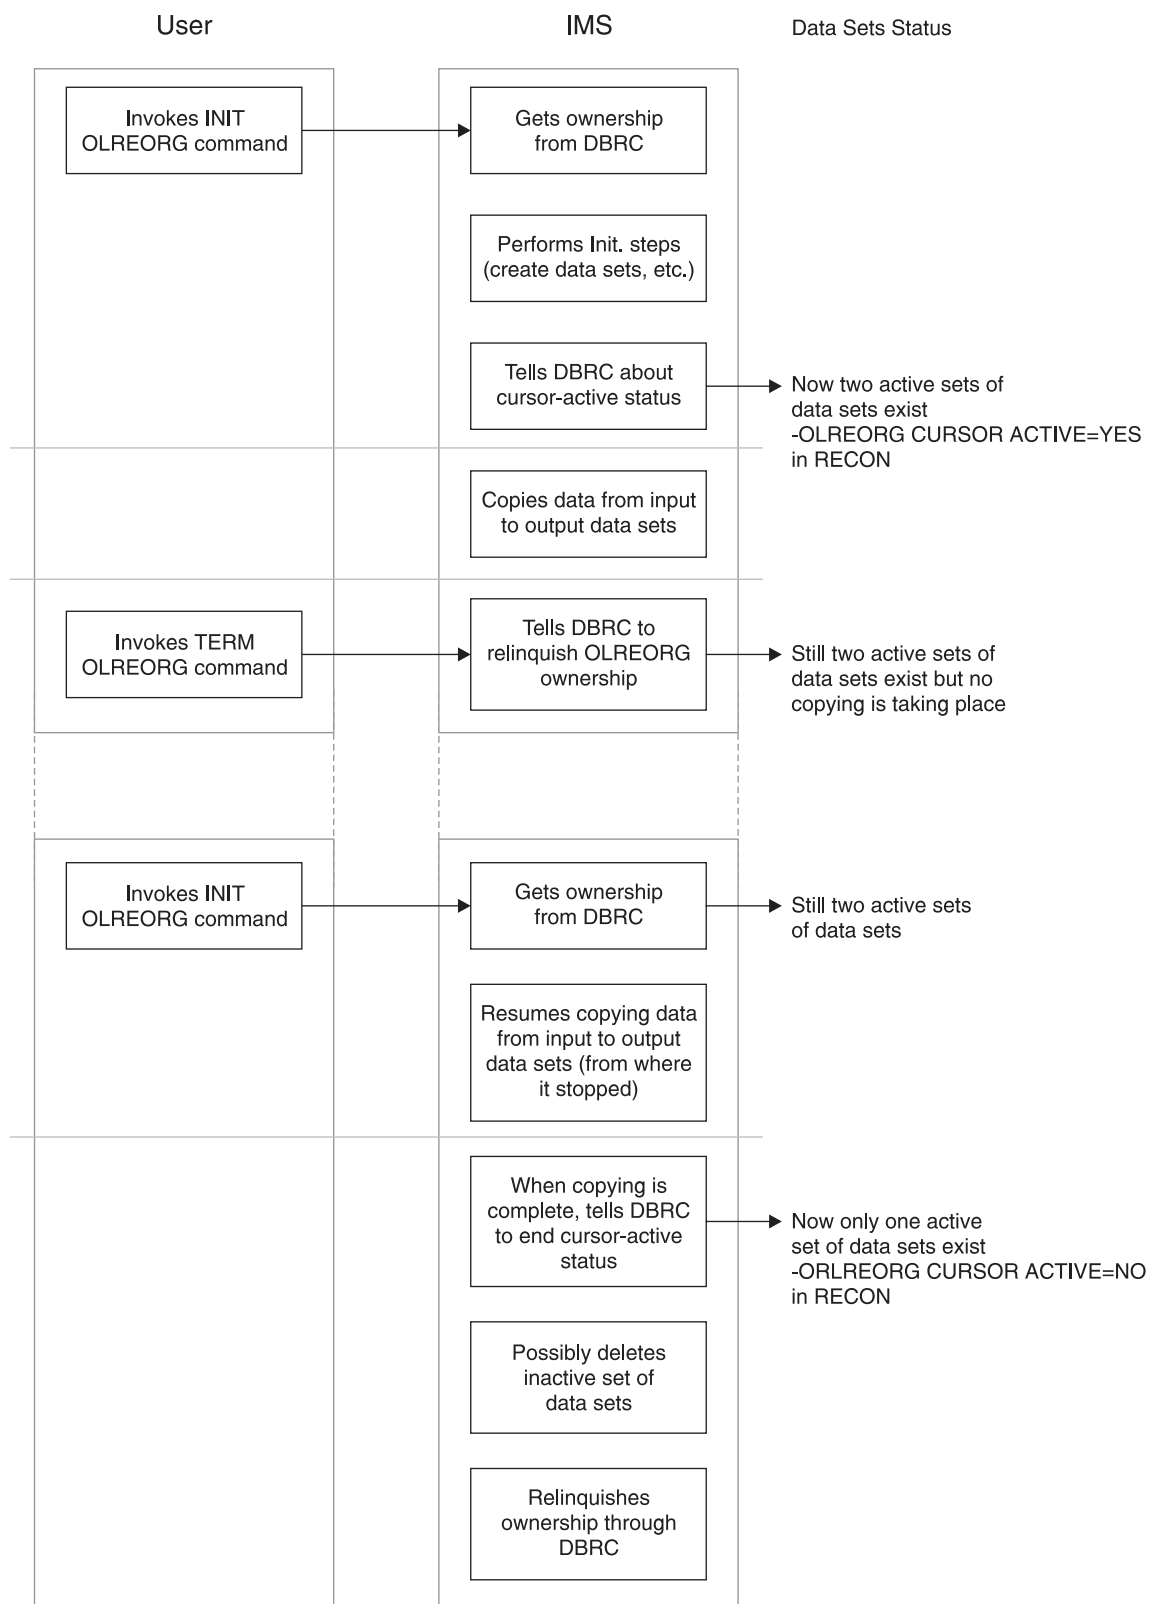 User
IMS
Data Sets Status
Invokes INIT
OLREORG command
Gets ownership
from DBRC
Performs Init. steps
(create data sets, etc.)
Tells DBRC about
cursor-active status
Now two active sets of
data sets exist
-OLREORG CURSOR ACTIVE=YES
in RECON
Copies data from input
to output data sets
Invokes TERM
OLREORG command
Tells DBRC to
relinquish OLREORG
ownership
Still two active sets of
data sets exist but no
copying is taking place
Invokes INIT
OLREORG command
Gets ownership
from DBRC
Still two active sets
of data sets
Resumes copying data
from input to output
data sets (from where
it stopped)
When copying is
complete, tells DBRC
to end cursor-active
status
Now only one active
set of data sets exist
-ORLREORG CURSOR ACTIVE=NO
in RECON
Possibly deletes
inactive set of
data sets
Relinquishes
ownership through
DBRC